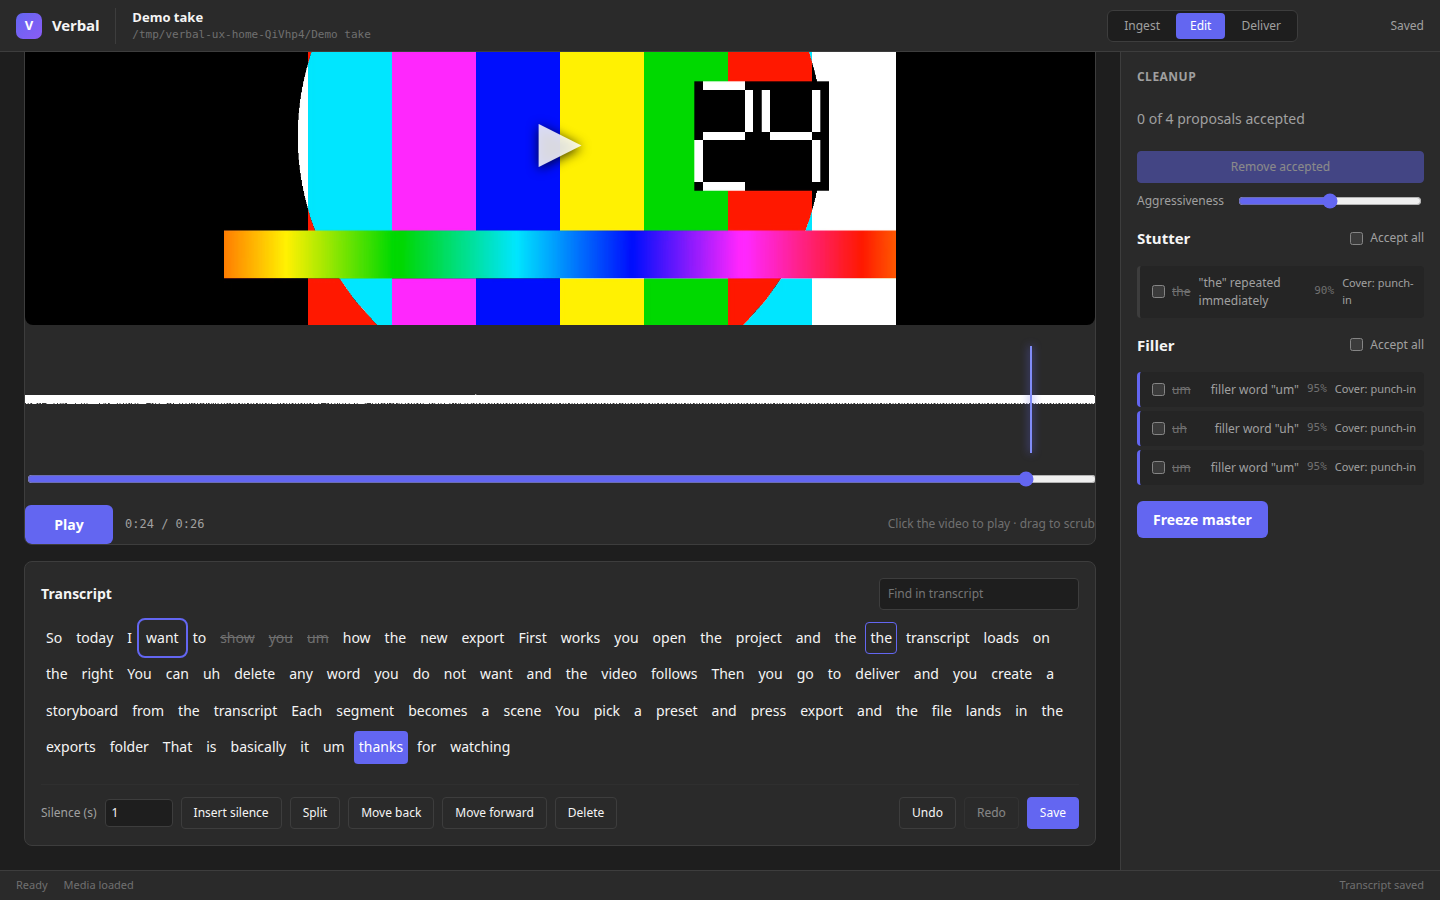 V Verbal
Demo take
/tmp/verbal-ux-home-QiVhp4/Demo take
Ingest Edit Deliver
Saved
Play 0:24 / 0:26 Click the video to play · drag to scrub
Transcript
Find in transcript
So today I want to show you um how the new export First works you open the project and the the transcript loads on
the right You can uh delete any word you do not want and the video follows Then you go to deliver and you create a
storyboard from the transcript Each segment becomes a scene You pick a preset and press export and the file lands in the
exports folder That is basically it um thanks for watching
Silence (s) 1 Insert silence Split Move back Move forward Delete Undo Redo Save
CLEANUP
0 of 4 proposals accepted
Remove accepted
Aggressiveness
Stutter Accept all
the "the" repeated immediately 90% Cover: punch-in
Filler Accept all
um filler word "um" 95% Cover: punch-in
uh filler word "uh" 95% Cover: punch-in
um filler word "um" 95% Cover: punch-in
Freeze master
Ready Media loaded Transcript saved